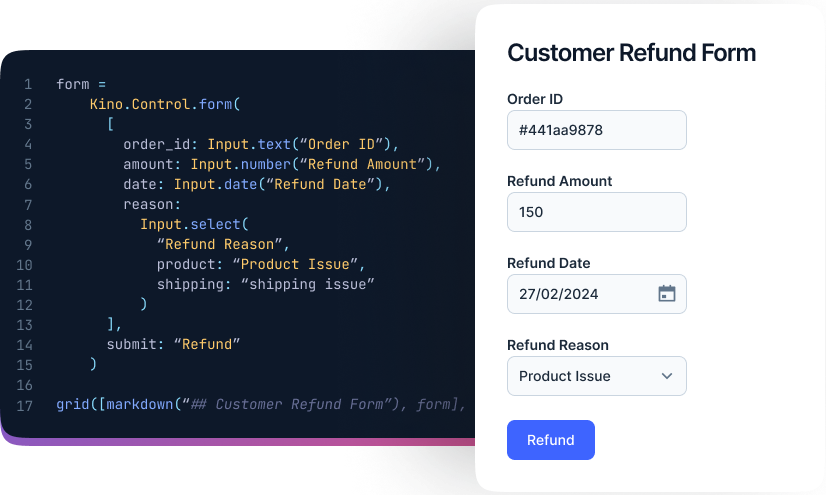 1 form =
2 Kino.Control.form(
3 [
4 order_id: Input.text(“Order ID”),
5 amount: Input.number(“Refund Amount”),
6 date: Input.date(“Refund Date”),
7 reason:
8 Input.select(
9 “Refund Reason”,
10 product: “Product Issue”,
11 shipping: “shipping issue”
12 )
13 ],
14 submit: “Refund”
15 )
16
17 grid([markdown(“## Customer Refund Form”), form],
Customer Refund Form
Order ID
#441aa9878
Refund Amount
150
Refund Date
27/02/2024
Refund Reason
Product Issue
Refund